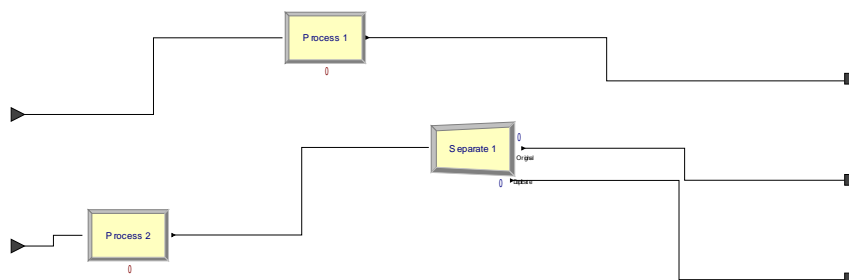 Process 1
0
Separate 1
0
Original
0
Duplicate
Process 2
0